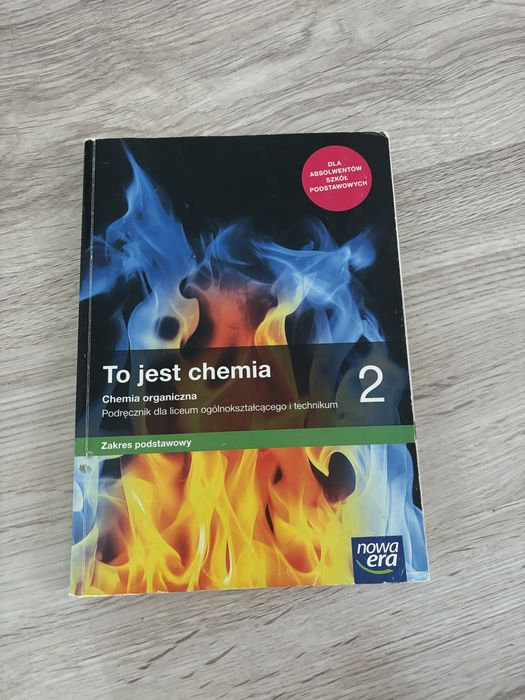 DLA
ABSOLWENTÓW
SZKÓŁ
PODSTAWOWYCH
To jest chemia
2
Chemia organiczna
Podręcznik dla liceum ogólnokształcącego i technikum
Zakres podstawowy
nowa
era